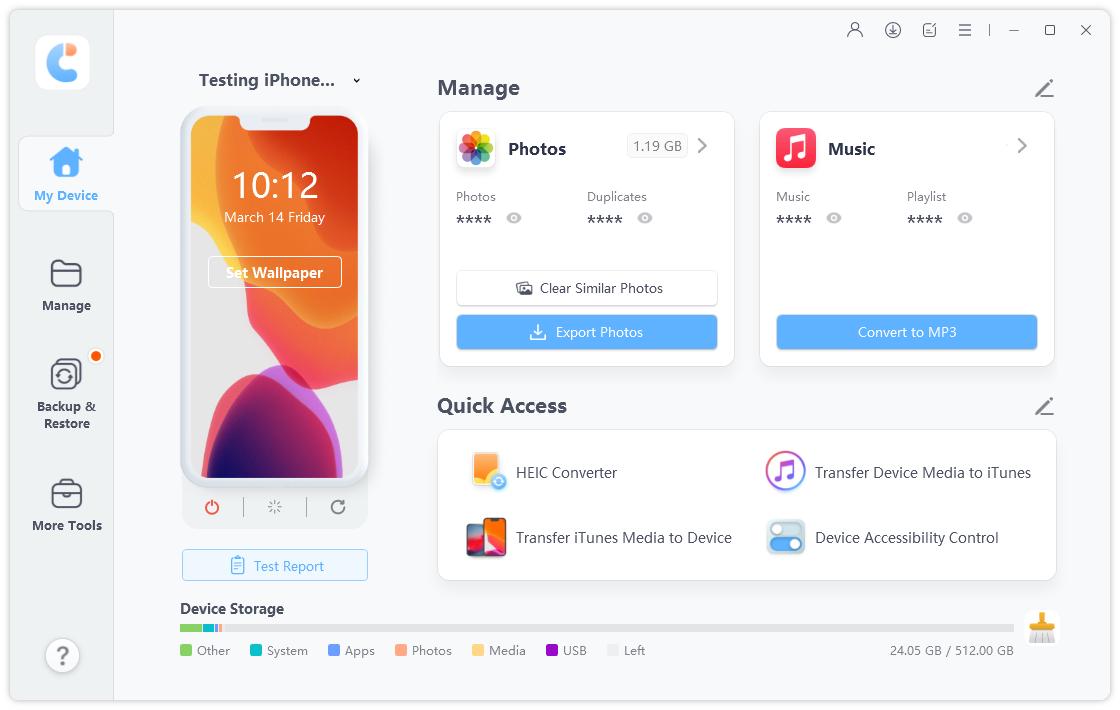 Testing iPhone...
10:12
March 14 Friday
Set Wallpaper
Test Report
My Device
Manage
Backup &
Restore
More Tools
?
Manage
Photos
1.19 GB
Photos
****
Duplicates
****
Clear Similar Photos
Export Photos
Music
Music
****
Playlist
****
Convert to MP3
Quick Access
HEIC Converter
Transfer Device Media to iTunes
Transfer iTunes Media to Device
Device Accessibility Control
Device Storage
Other
System
Apps
Photos
Media
USB
Left
24.05 GB / 512.00 GB